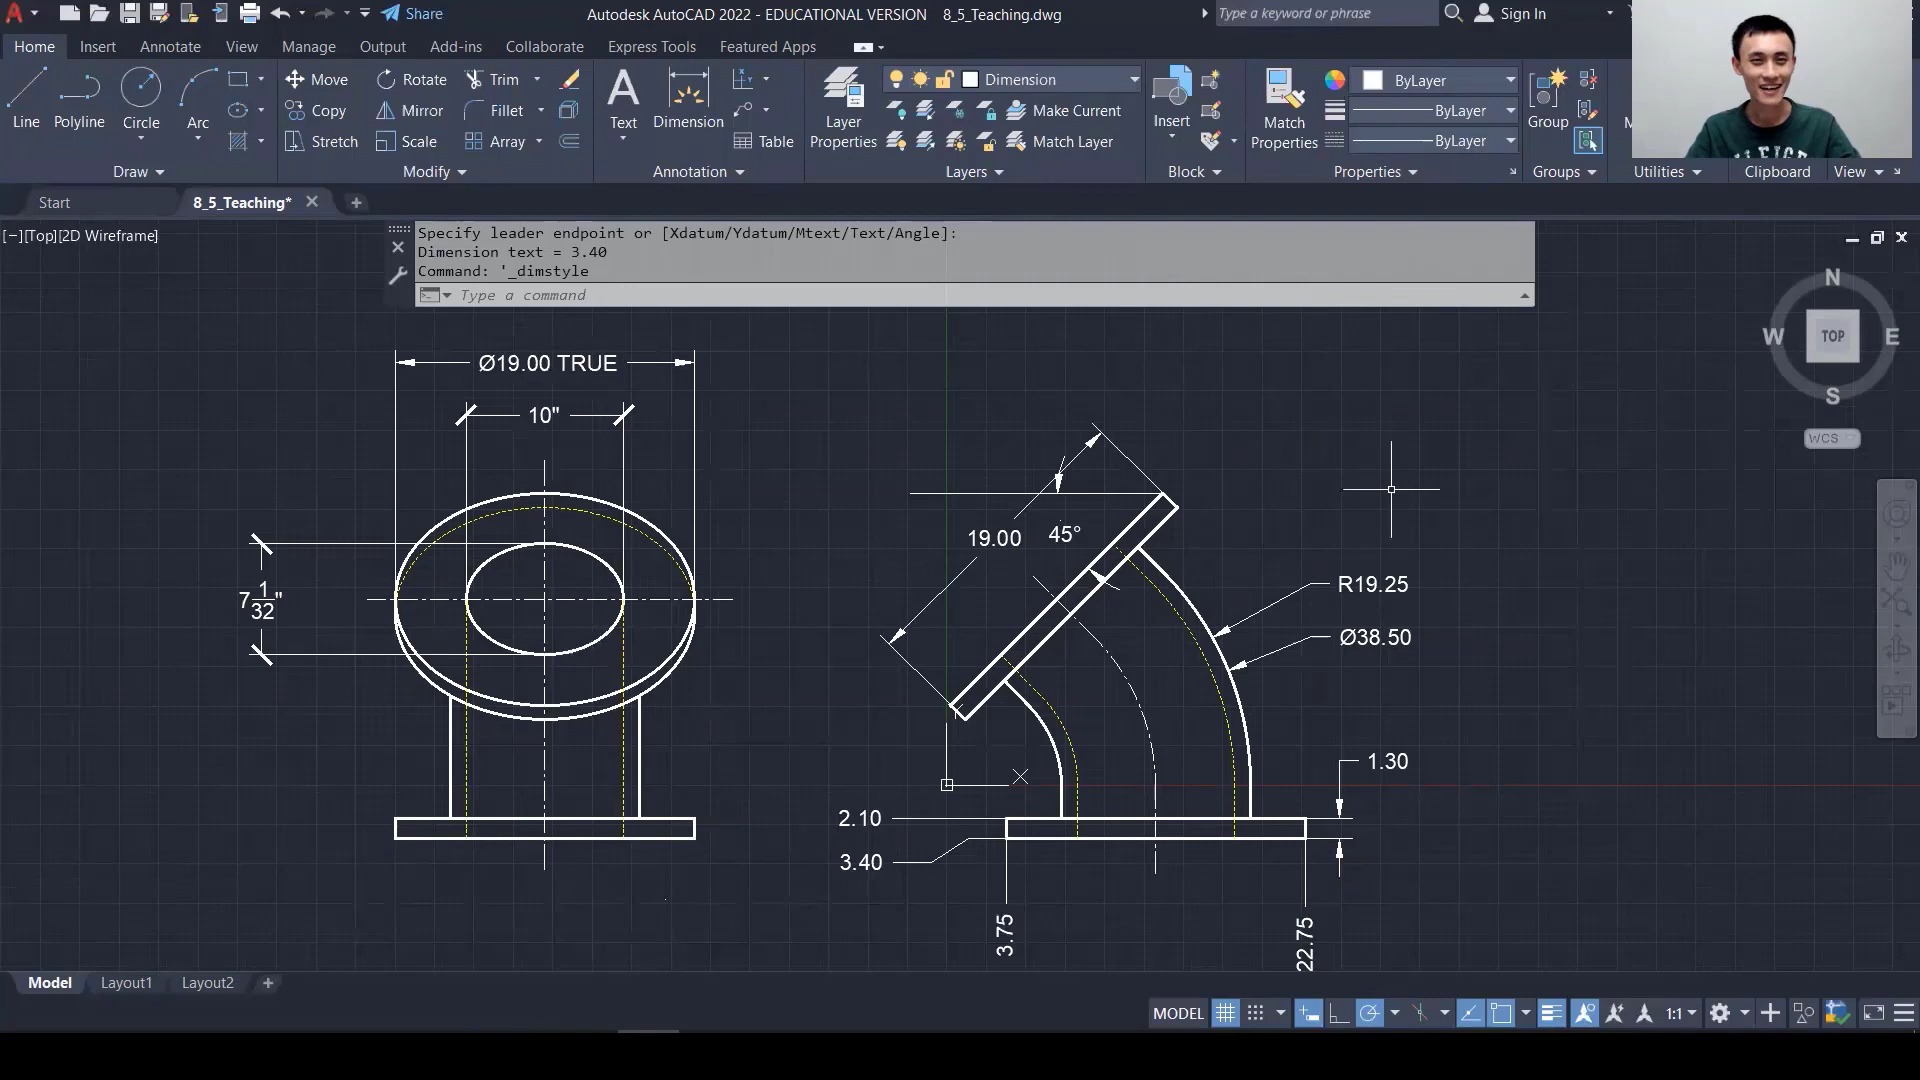 Share
Autodesk AutoCAD 2022 - EDUCATIONAL VERSION 8_5_Teaching.dwg
Type a keyword or phrase
Sign In
Home Insert Annotate View Manage Output Add-ins Collaborate Express Tools Featured Apps
Line Polyline Circle Arc
Move Rotate Trim
Copy Mirror Fillet
Stretch Scale Array
Text Dimension Table
Layer Properties
Dimension
Make Current
Match Layer
Insert
Match Properties
ByLayer
ByLayer
ByLayer
Group
Draw Modify Annotation Layers Block Properties Groups Utilities Clipboard View
Start 8_5_Teaching*
[−][Top][2D Wireframe]
Specify leader endpoint or [Xdatum/Ydatum/Mtext/Text/Angle]:
Dimension text = 3.40
Command: '_dimstyle
Type a command
N
W TOP E
S
WCS
Ø19.00 TRUE
10"
7 1/32"
19.00 45°
R19.25
Ø38.50
1.30
2.10
3.40
3.75
22.75
X
Model Layout1 Layout2
MODEL 1:1